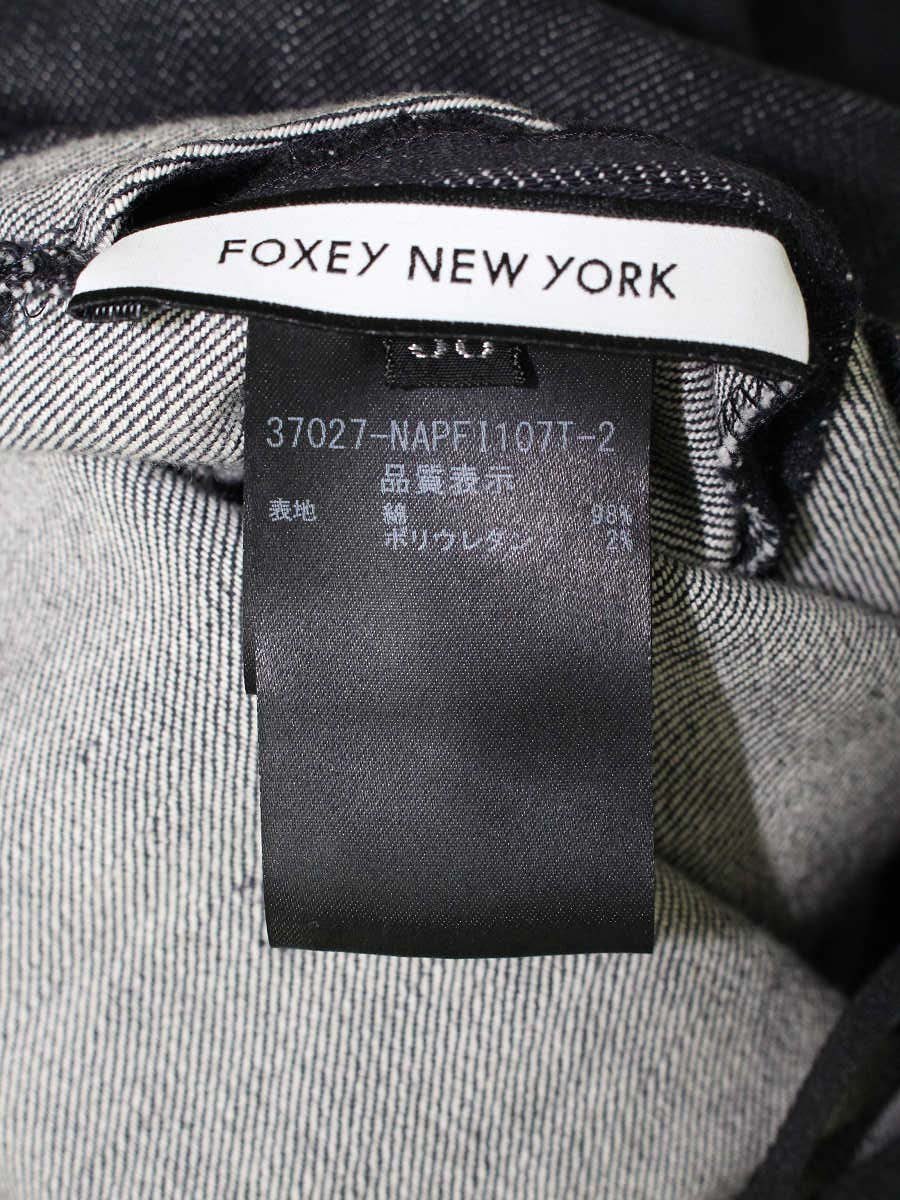 FOXEY NEW YORK
37027-NAPFI107T-2
品質表示
表地 綿 98%
ポリウレタン 2%